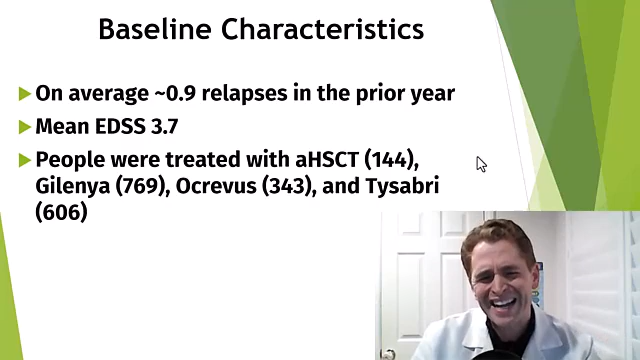 Baseline Characteristics
On average ~0.9 relapses in the prior year
Mean EDSS 3.7
People were treated with aHSCT (144),
Gilenya (769), Ocrevus (343), and Tysabri
(606)